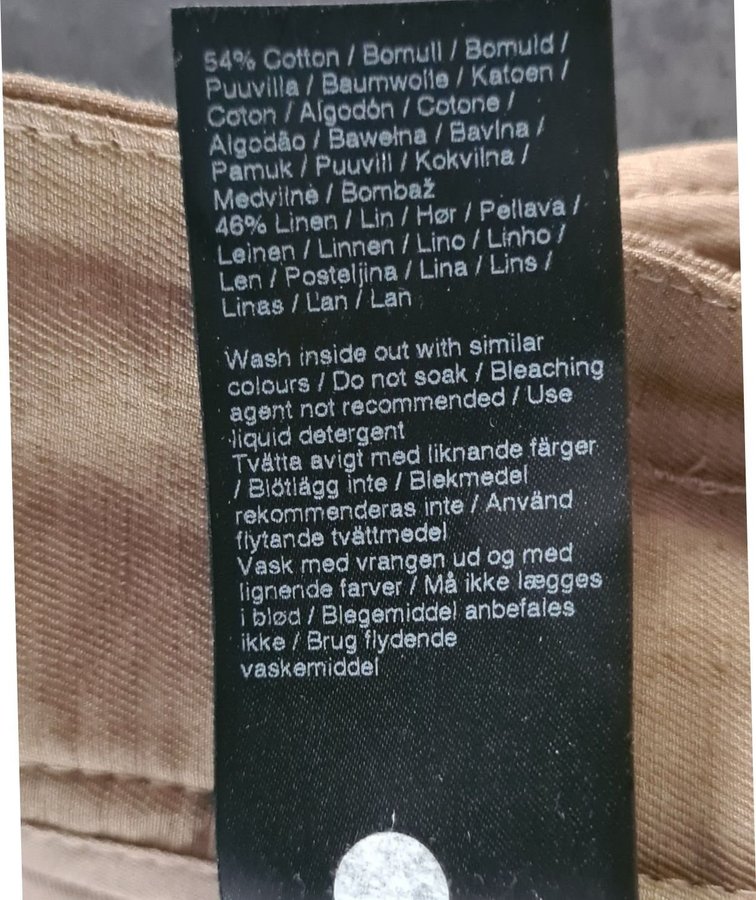 54% Cotton / Bomull / Bomuld /
Puuvilla / Baumwolle / Katoen /
Coton / Algodón / Cotone /
Algodão / Bawełna / Bavlna /
Pamuk / Puuvill / Kokvilna /
Medvilnė / Bombaž
46% Linen / Lin / Hør / Pellava /
Leinen / Linnen / Lino / Linho /
Len / Posteljina / Lina / Lins /
Linas / Ľan / Lan
Wash inside out with similar
colours / Do not soak / Bleaching
agent not recommended / Use
liquid detergent
Tvätta avigt med liknande färger
/ Blötlägg inte / Blekmedel
rekommenderas inte / Använd
flytande tvättmedel
Vask med vrangen ud og med
lignende farver / Må ikke lægges
i blød / Blegemiddel anbefales
ikke / Brug flydende
vaskemiddel